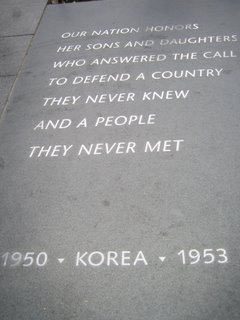 OUR NATION HONORS
HER SONS AND DAUGHTERS
WHO ANSWERED THE CALL
TO DEFEND A COUNTRY
THEY NEVER KNEW
AND A PEOPLE
THEY NEVER MET
1950 ▾ KOREA ▾ 1953